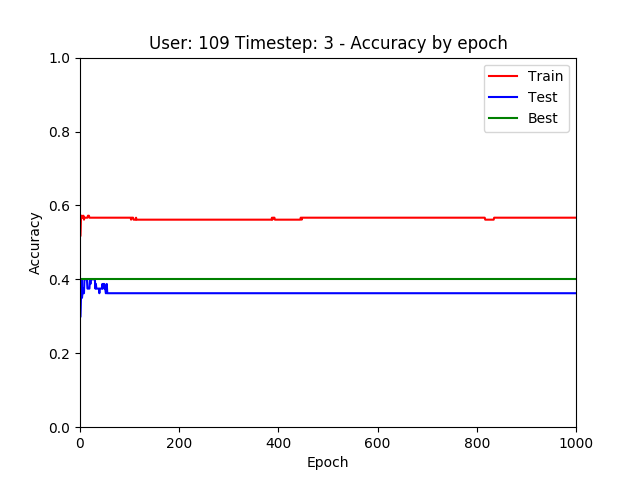 User: 109 Timestep: 3 - Accuracy by epoch
1.0
0.8
0.6
0.4
0.2
0.0
Accuracy
Train
Test
Best
0 200 400 600 800 1000
Epoch